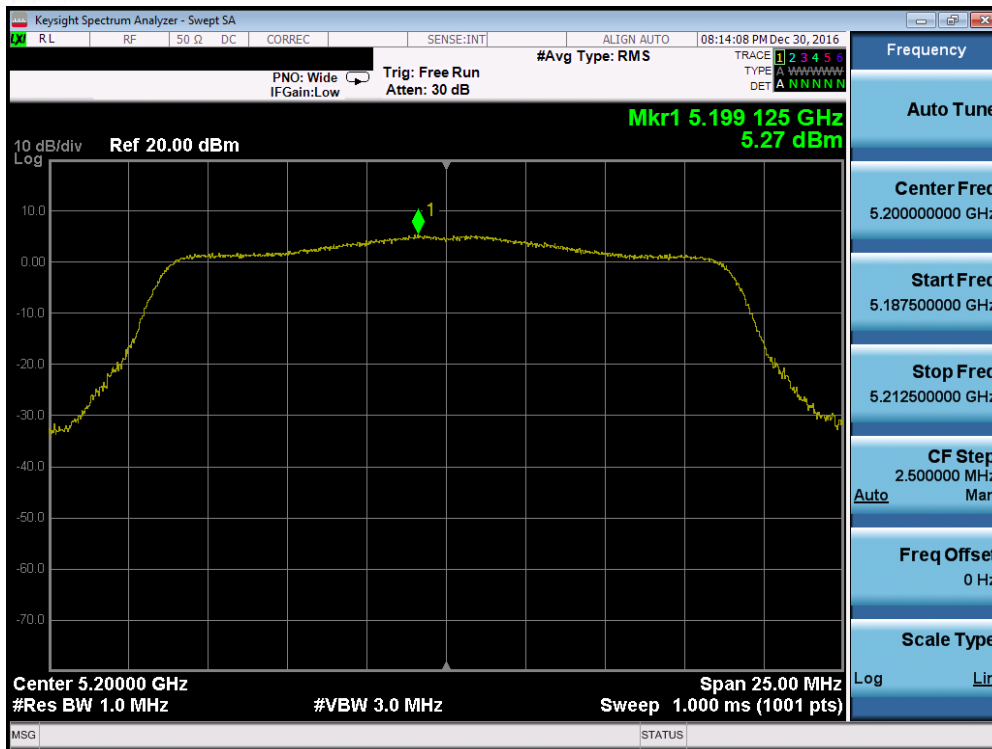 Keysight Spectrum Analyzer - Swept SA
LXI RL RF 50 Ω DC CORREC SENSE:INT ALIGN AUTO 08:14:08 PM Dec 30, 2016
Frequency
#Avg Type: RMS
TRACE 1 2 3 4 5 6
TYPE A WWWWW
DET A N N N N N
PNO: Wide Trig: Free Run
IFGain:Low Atten: 30 dB
Mkr1 5.199 125 GHz
5.27 dBm
10 dB/div Ref 20.00 dBm
Log
10.0
0.00
-10.0
-20.0
-30.0
-40.0
-50.0
-60.0
-70.0
1
Center 5.20000 GHz Span 25.00 MHz
#Res BW 1.0 MHz #VBW 3.0 MHz Sweep 1.000 ms (1001 pts)
MSG STATUS
Auto Tune
Center Freq
5.200000000 GHz
Start Freq
5.187500000 GHz
Stop Freq
5.212500000 GHz
CF Step
2.500000 MHz
Auto Man
Freq Offset
0 Hz
Scale Type
Log Lin